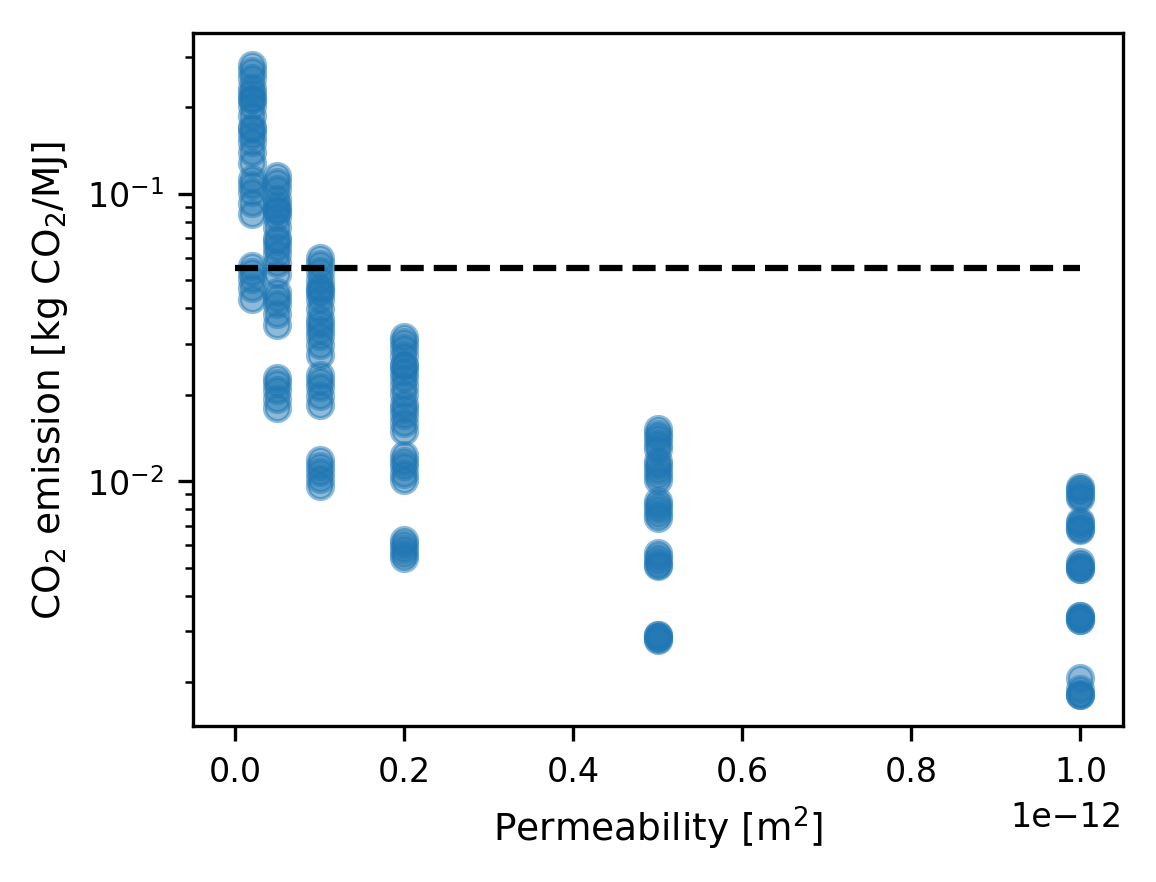 CO₂ emission [kg CO₂/MJ]
10⁻¹
10⁻²
0.0 0.2 0.4 0.6 0.8 1.0
1e−12
Permeability [m²]